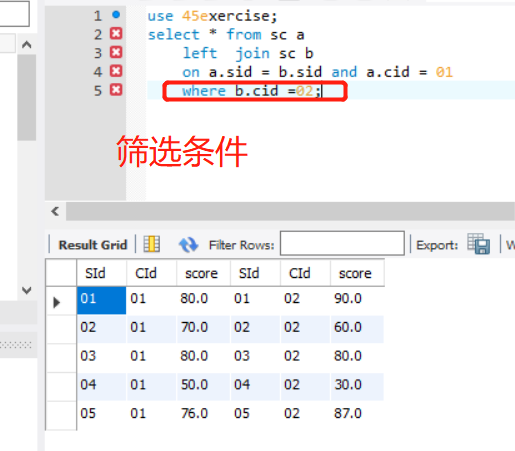 1 use 45exercise;
2 select * from sc a
3 left join sc b
4 on a.sid = b.sid and a.cid = 01
5 where b.cid =02;
筛选条件
Result Grid Filter Rows: Export:
SId CId score SId CId score
01 01 80.0 01 02 90.0
02 01 70.0 02 02 60.0
03 01 80.0 03 02 80.0
04 01 50.0 04 02 30.0
05 01 76.0 05 02 87.0